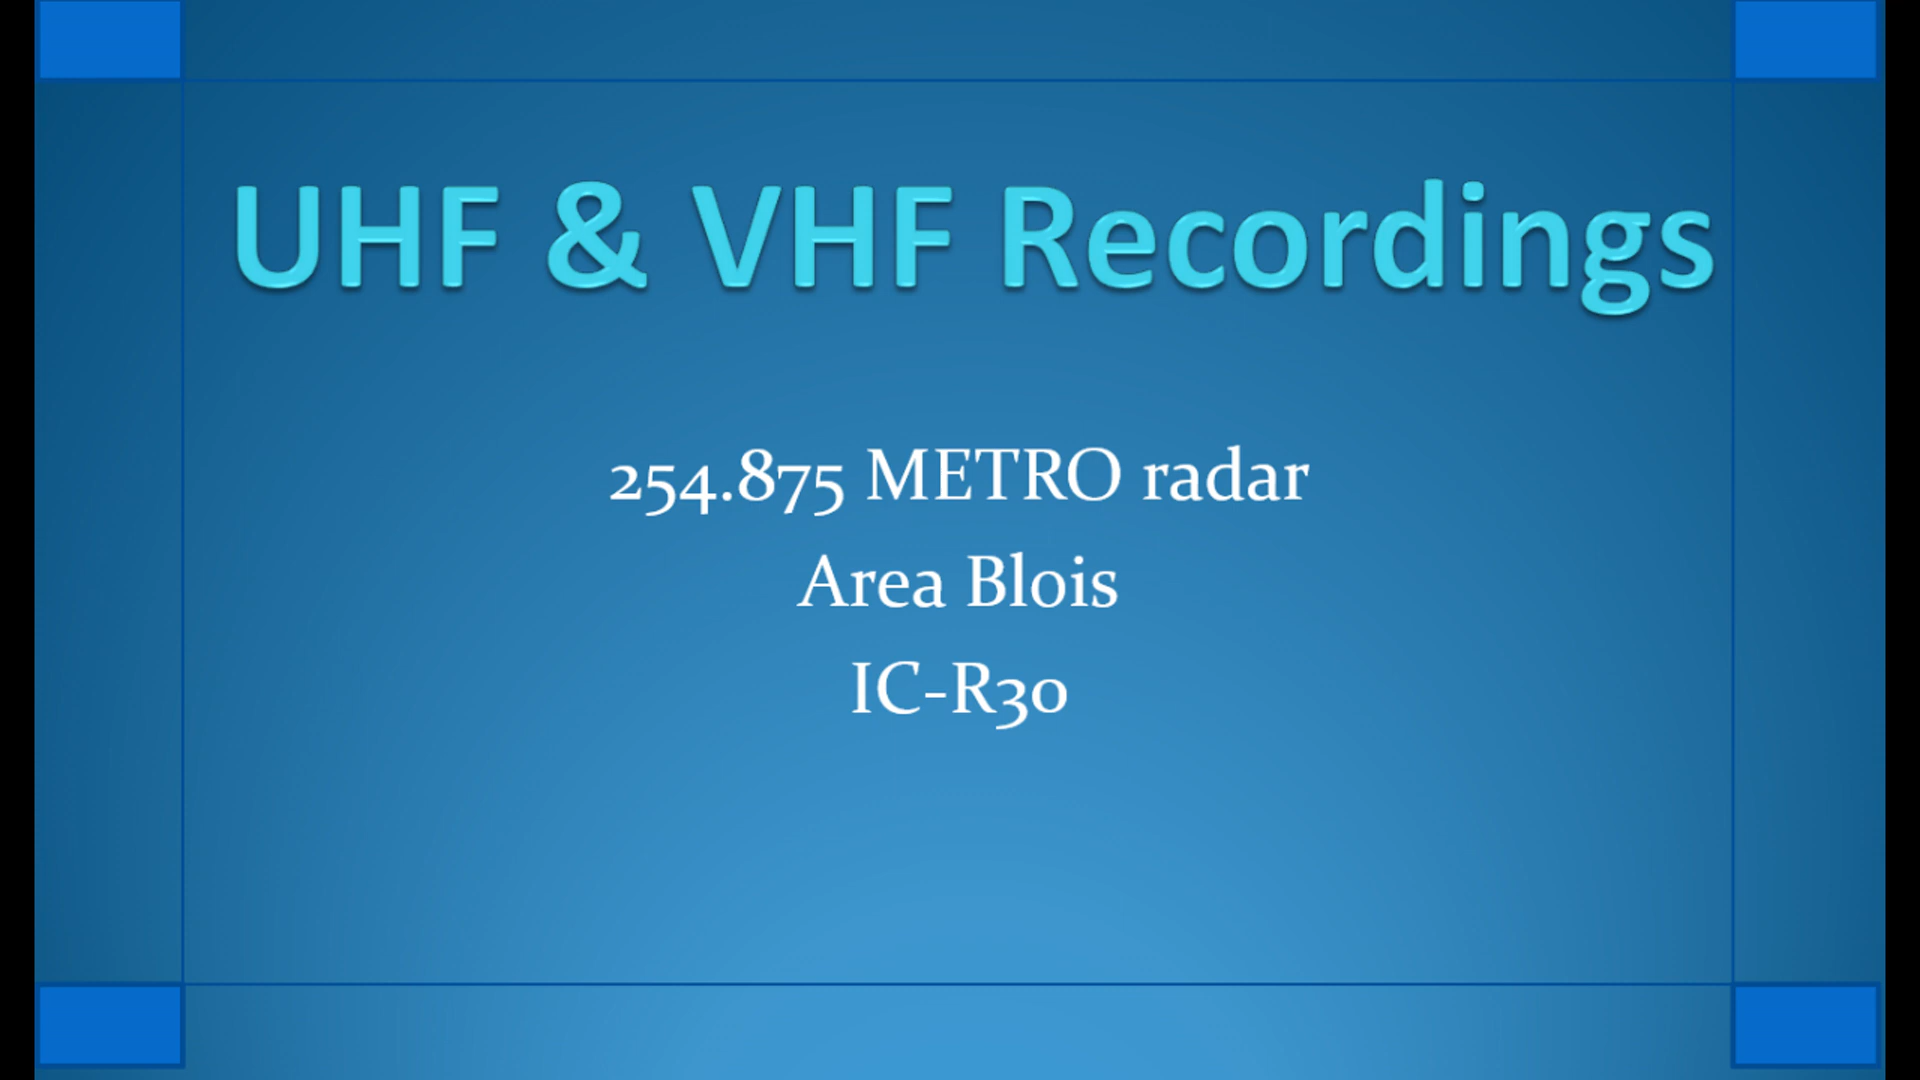 UHF & VHF Recordings
254.875 METRO radar
Area Blois
IC-R30